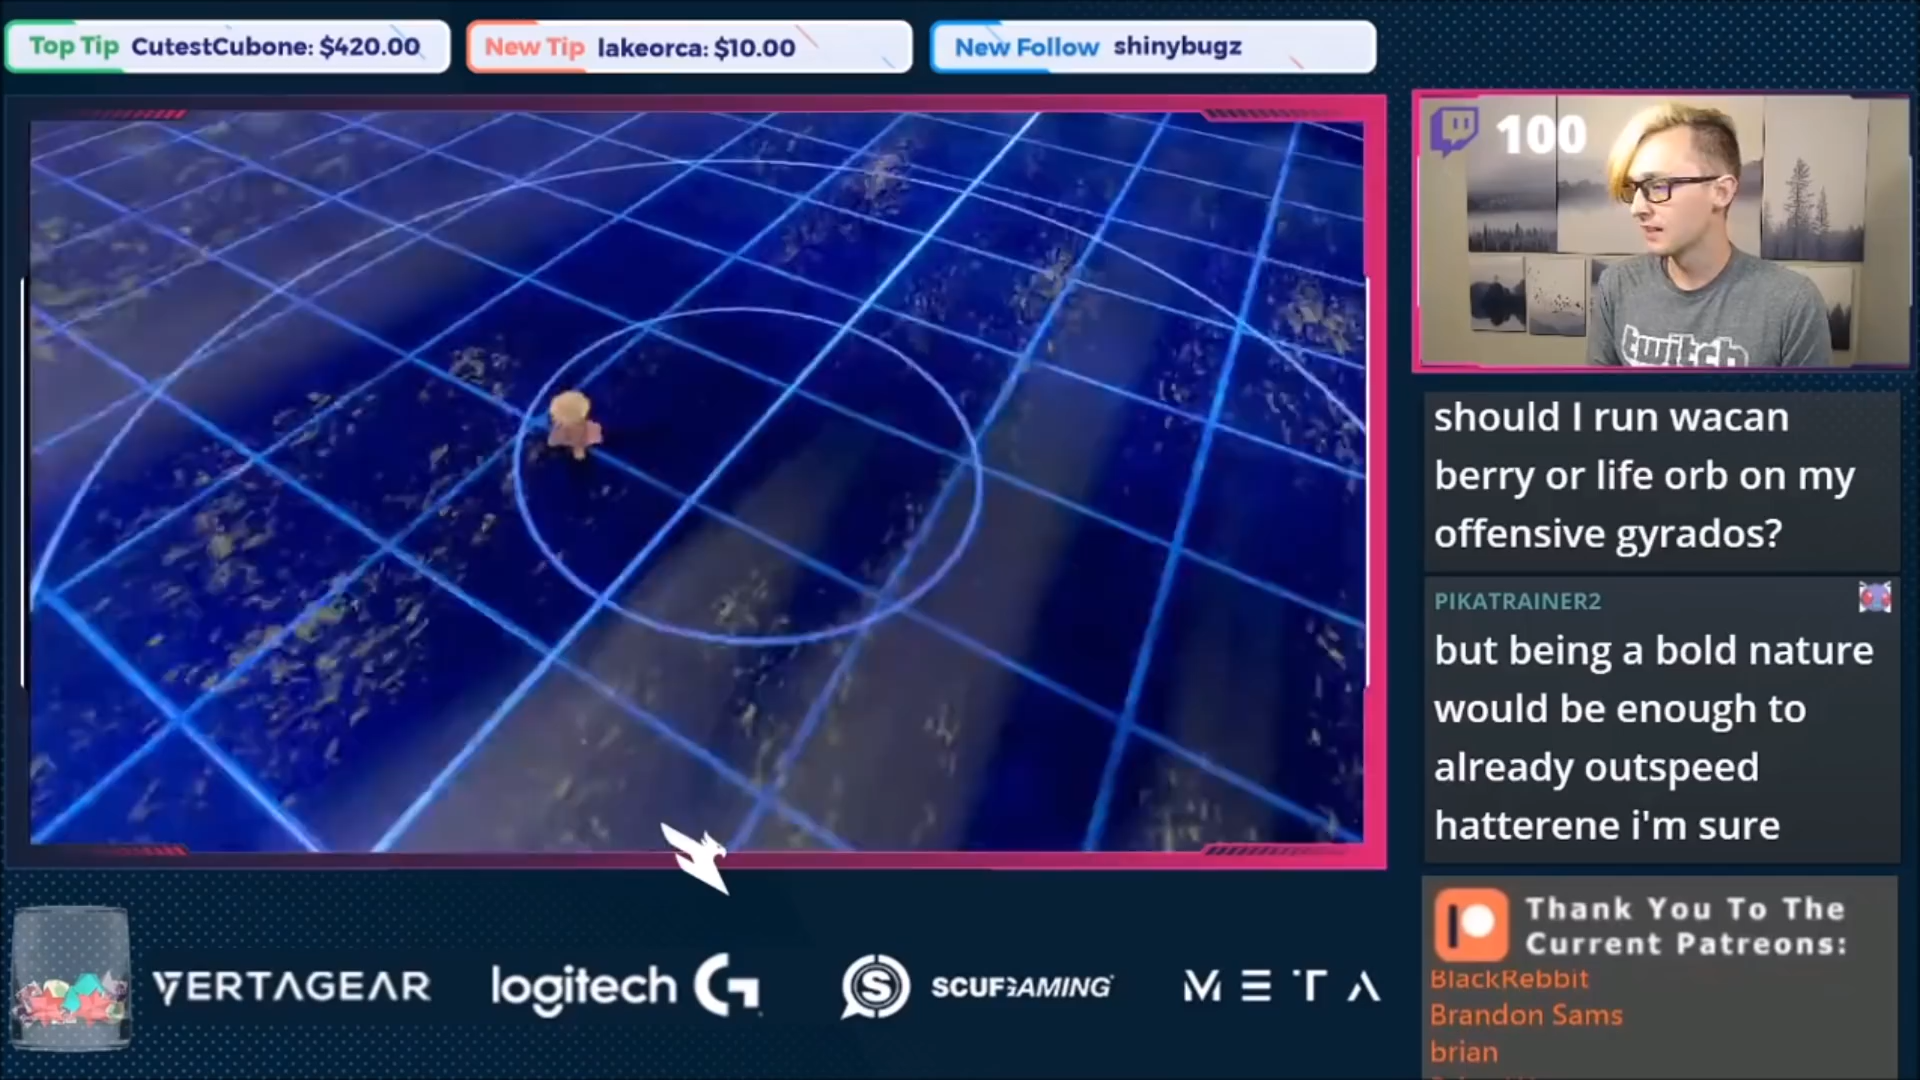 Top Tip CutestCubone: $420.00
New Tip lakeorca: $10.00
New Follow shinybugz
100
twitch
should I run wacan
berry or life orb on my
offensive gyrados?
PIKATRAINER2
but being a bold nature
would be enough to
already outspeed
hatterene i'm sure
Thank You To The
Current Patreons:
BlackRebbit
Brandon Sams
brian
VERTAGEAR
logitech G
SCUFGAMING
META